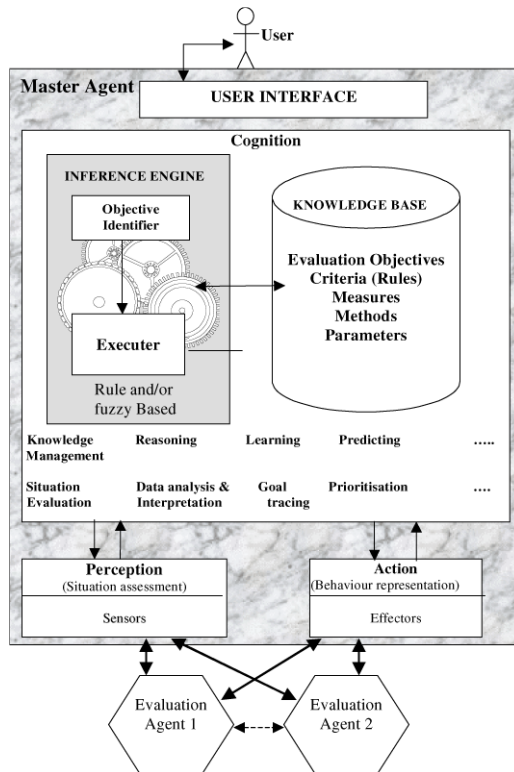 User
Master Agent
USER INTERFACE
Cognition
INFERENCE ENGINE
Objective
Identifier
Executer
Rule and/or
fuzzy Based
KNOWLEDGE BASE
Evaluation Objectives
Criteria (Rules)
Measures
Methods
Parameters
Knowledge
Management
Reasoning
Learning
Predicting
.....
Situation
Evaluation
Data analysis &
Interpretation
Goal
tracing
Prioritisation
....
Perception
(Situation assessment)
Sensors
Action
(Behaviour representation)
Effectors
Evaluation
Agent 1
Evaluation
Agent 2